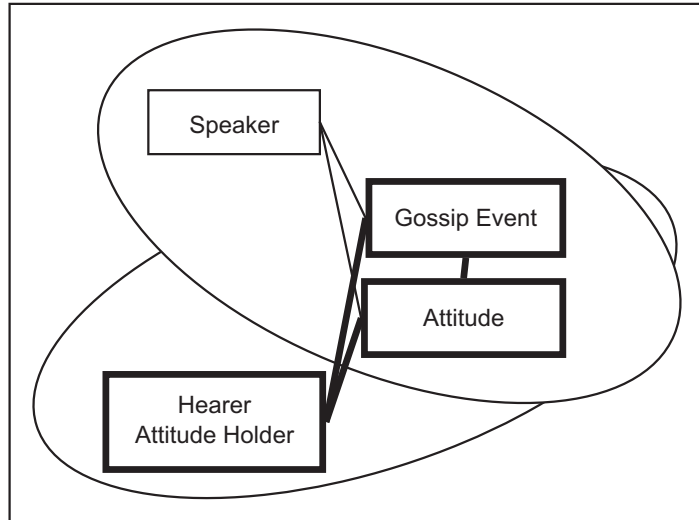 Speaker
Gossip Event
Attitude
Hearer
Attitude Holder